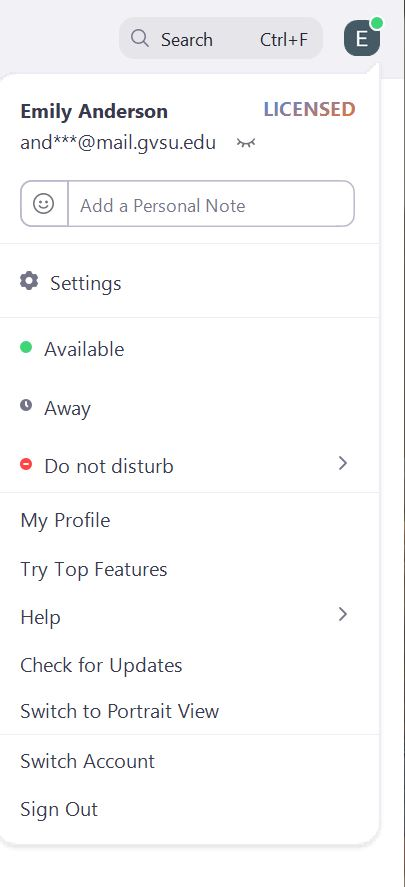 Search Ctrl+F E
Emily Anderson LICENSED
and***@mail.gvsu.edu
Add a Personal Note
Settings
Available
Away
Do not disturb
My Profile
Try Top Features
Help
Check for Updates
Switch to Portrait View
Switch Account
Sign Out